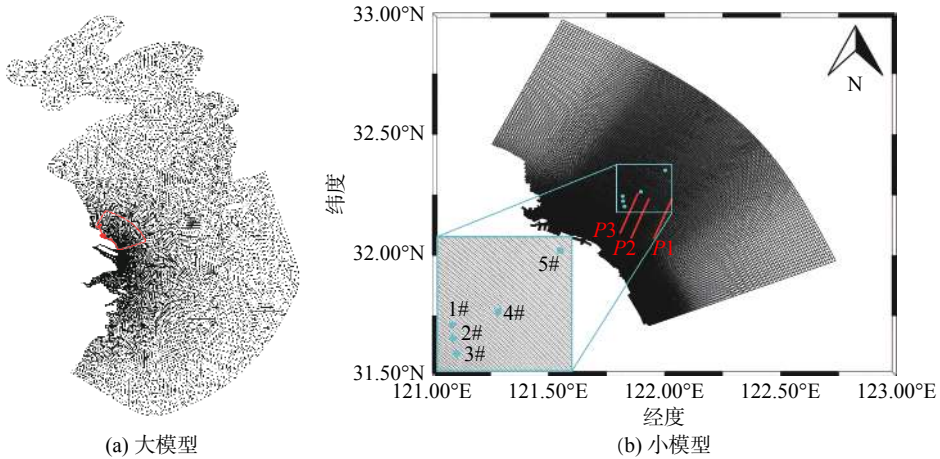 33.00°N
32.50°N
32.00°N
31.50°N
纬度
N
P3
P2
P1
5#
4#
1#
2#
3#
121.00°E
121.50°E
122.00°E
122.50°E
123.00°E
经度
(a) 大模型
(b) 小模型